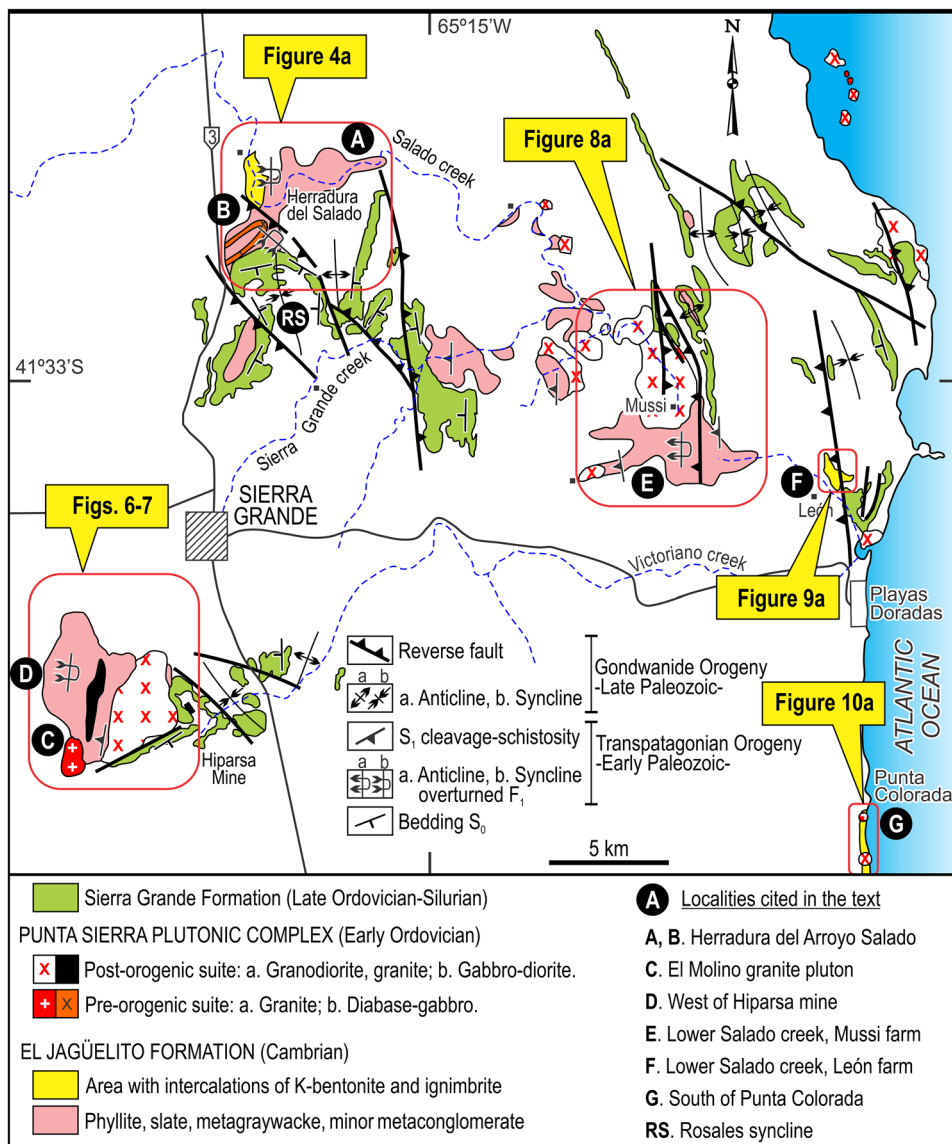 65°15´W
N
Figure 4a
3
A
Salado creek
Figure 8a
B
Herradura
del Salado
RS
41°33´S
Sierra Grande creek
Mussi
E
F
León
Figs. 6-7
SIERRA
GRANDE
Victoriano creek
Figure 9a
Playas
Doradas
ATLANTIC
OCEAN
D
C
Hiparsa
Mine
Figure 10a
Punta
Colorada
G
Reverse fault
a b
a. Anticline, b. Syncline
Gondwanide Orogeny
-Late Paleozoic-
S1 cleavage-schistosity
a b
a. Anticline, b. Syncline
overturned F1
Transpatagonian Orogeny
-Early Paleozoic-
Bedding S0
5 km
Sierra Grande Formation (Late Ordovician-Silurian)
PUNTA SIERRA PLUTONIC COMPLEX (Early Ordovician)
Post-orogenic suite: a. Granodiorite, granite; b. Gabbro-diorite.
Pre-orogenic suite: a. Granite; b. Diabase-gabbro.
EL JAGÜELITO FORMATION (Cambrian)
Area with intercalations of K-bentonite and ignimbrite
Phyllite, slate, metagraywacke, minor metaconglomerate
A Localities cited in the text
A, B. Herradura del Arroyo Salado
C. El Molino granite pluton
D. West of Hiparsa mine
E. Lower Salado creek, Mussi farm
F. Lower Salado creek, León farm
G. South of Punta Colorada
RS. Rosales syncline